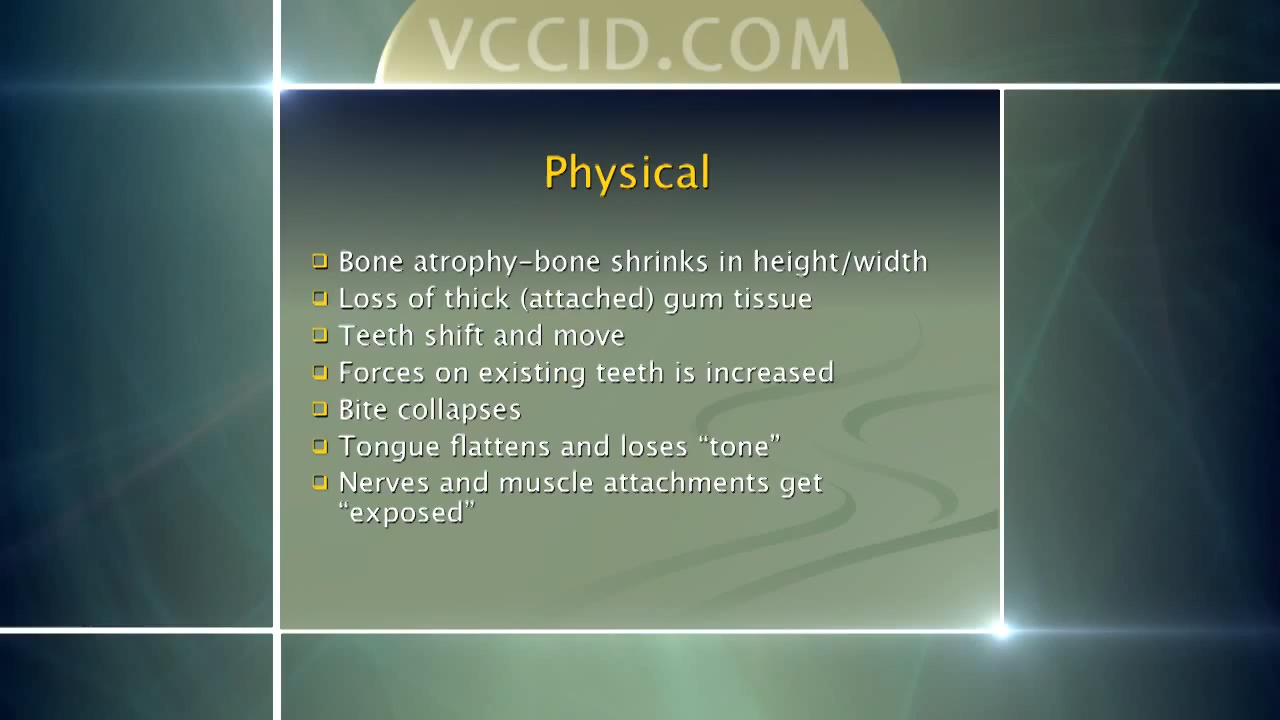 VCCID.COM
Physical
Bone atrophy-bone shrinks in height/width
Loss of thick (attached) gum tissue
Teeth shift and move
Forces on existing teeth is increased
Bite collapses
Tongue flattens and loses “tone”
Nerves and muscle attachments get
“exposed”